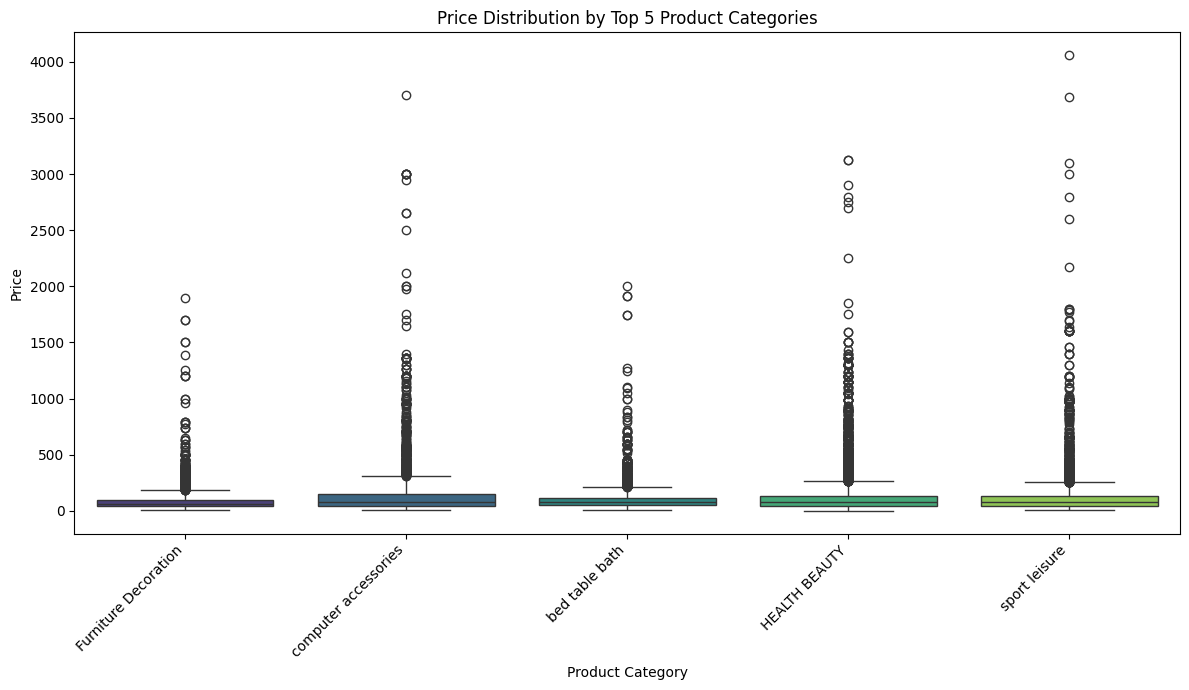 Price Distribution by Top 5 Product Categories
Price
4000
3500
3000
2500
2000
1500
1000
500
0
Furniture Decoration
computer accessories
bed table bath
HEALTH BEAUTY
sport leisure
Product Category